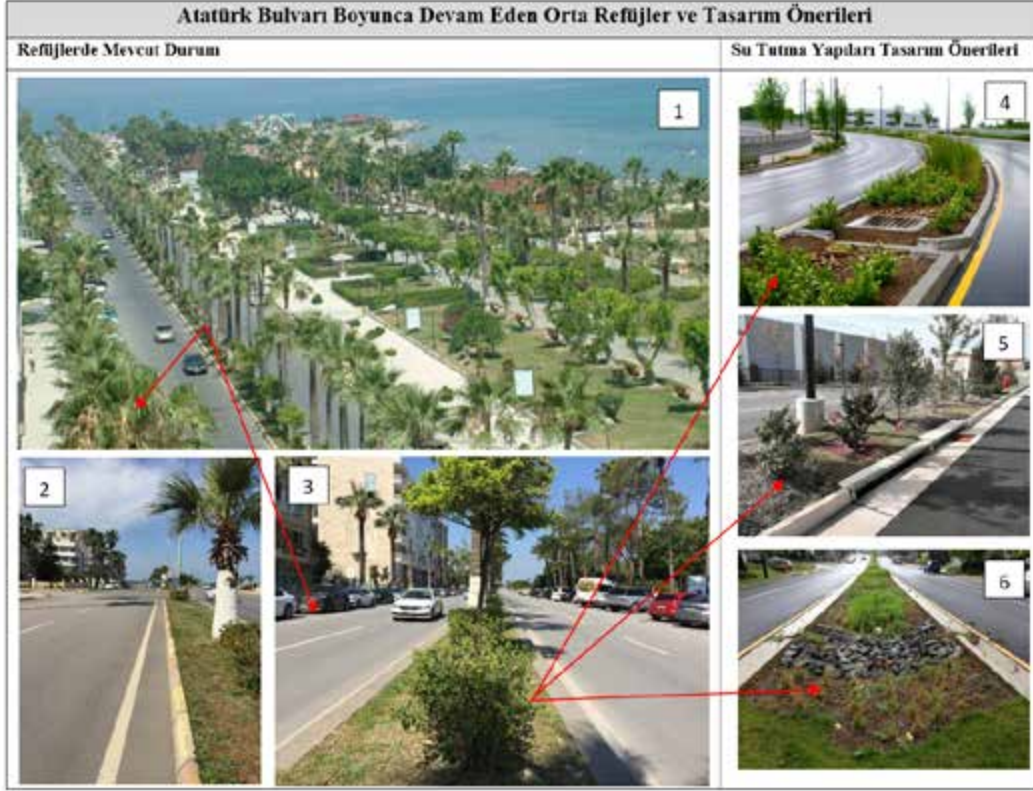 Atatürk Bulvarı Boyunca Devam Eden Orta Refüjler ve Tasarım Önerileri
Refüjlerde Mevcut Durum
Su Tutma Yapıları Tasarım Önerileri
1
4
5
2
3
6